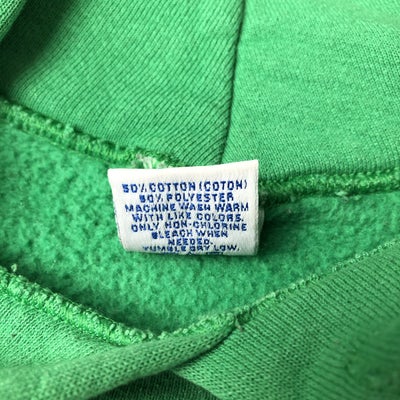 50% COTTON (COTON)
50% POLYESTER
MACHINE WASH WARM
WITH LIKE COLORS.
ONLY NON-CHLORINE
BLEACH WHEN
NEEDED.
TUMBLE DRY LOW.